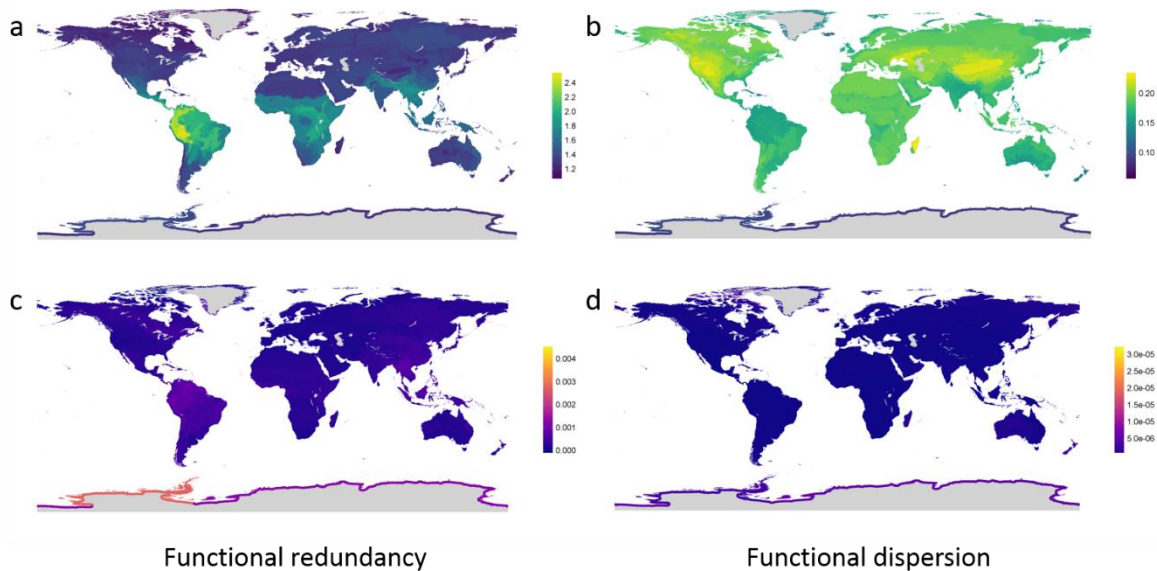 a
b
2.4
2.2
2.0
1.8
1.6
1.4
1.2
0.20
0.15
0.10
c
d
0.004
0.003
0.002
0.001
0.000
3.0e-05
2.5e-05
2.0e-05
1.5e-05
1.0e-05
5.0e-06
Functional redundancy
Functional dispersion